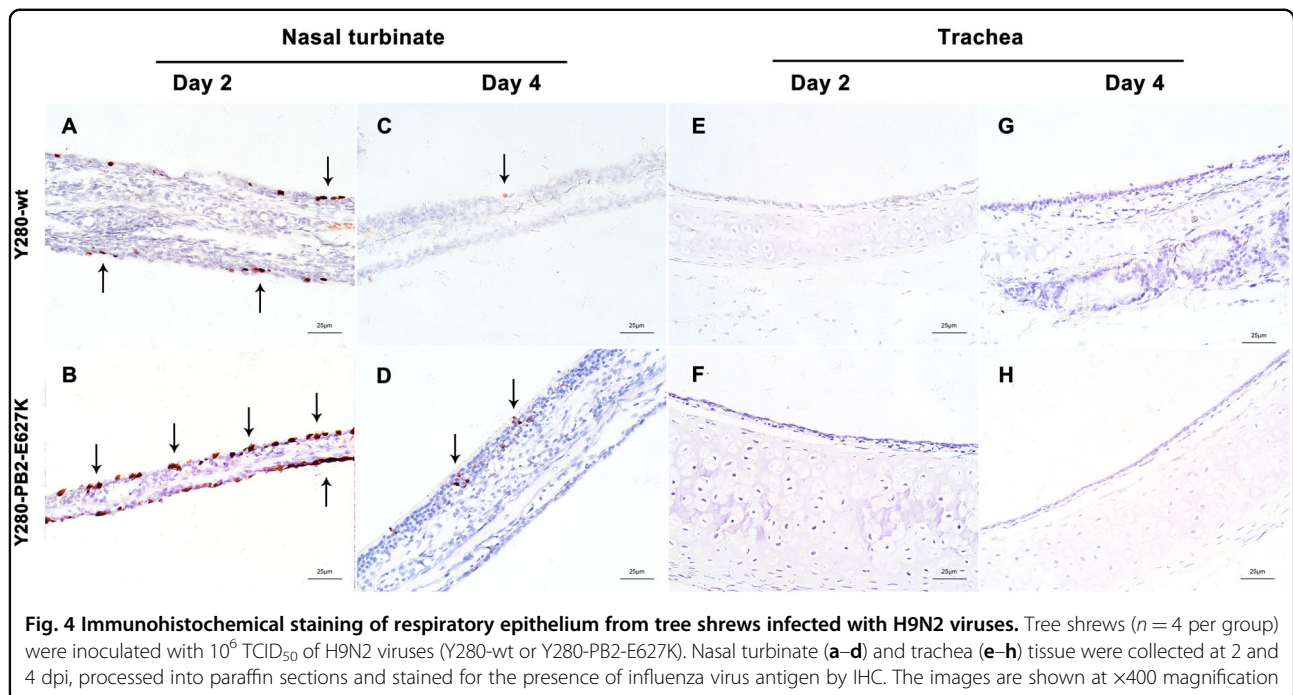 Nasal turbinate
Trachea
Day 2
Day 4
Day 2
Day 4
Y280-wt
A
C
E
G
25μm
25μm
25μm
25μm
Y280-PB2-E627K
B
D
F
H
25μm
25μm
25μm
25μm
Fig. 4 Immunohistochemical staining of respiratory epithelium from tree shrews infected with H9N2 viruses. Tree shrews (n = 4 per group)
were inoculated with 10⁶ TCID₅₀ of H9N2 viruses (Y280-wt or Y280-PB2-E627K). Nasal turbinate (a–d) and trachea (e–h) tissue were collected at 2 and
4 dpi, processed into paraffin sections and stained for the presence of influenza virus antigen by IHC. The images are shown at ×400 magnification